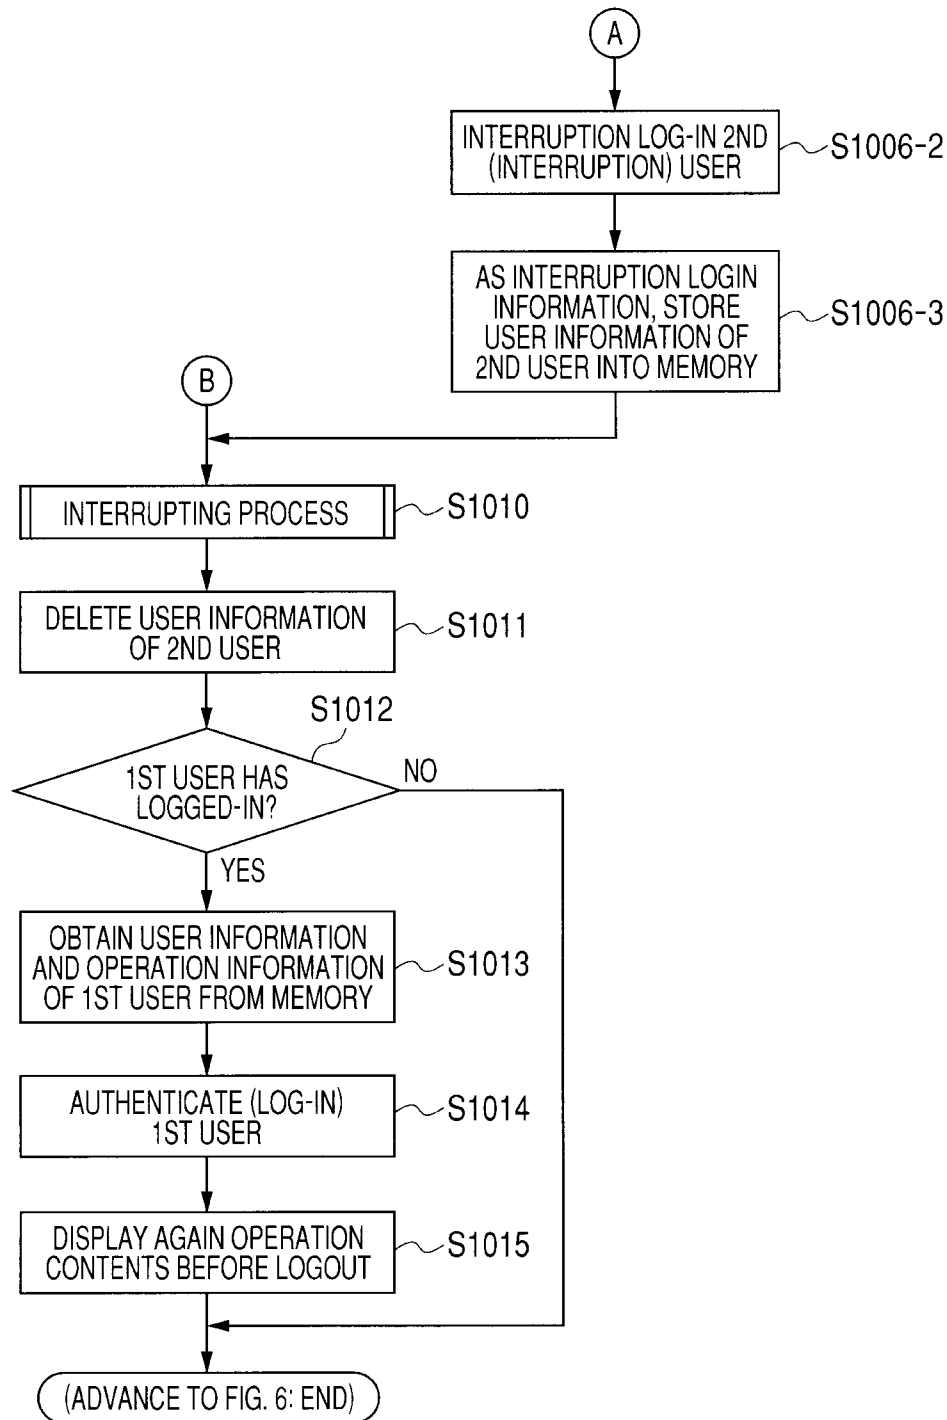 A
INTERRUPTION LOG-IN 2ND
(INTERRUPTION) USER
S1006-2
AS INTERRUPTION LOGIN
INFORMATION, STORE
USER INFORMATION OF
2ND USER INTO MEMORY
S1006-3
B
INTERRUPTING PROCESS
S1010
DELETE USER INFORMATION
OF 2ND USER
S1011
S1012
1ST USER HAS
LOGGED-IN?
NO
YES
OBTAIN USER INFORMATION
AND OPERATION INFORMATION
OF 1ST USER FROM MEMORY
S1013
AUTHENTICATE (LOG-IN)
1ST USER
S1014
DISPLAY AGAIN OPERATION
CONTENTS BEFORE LOGOUT
S1015
(ADVANCE TO FIG. 6: END)